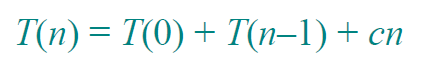 T(n) = T(0) + T(n–1) + cn